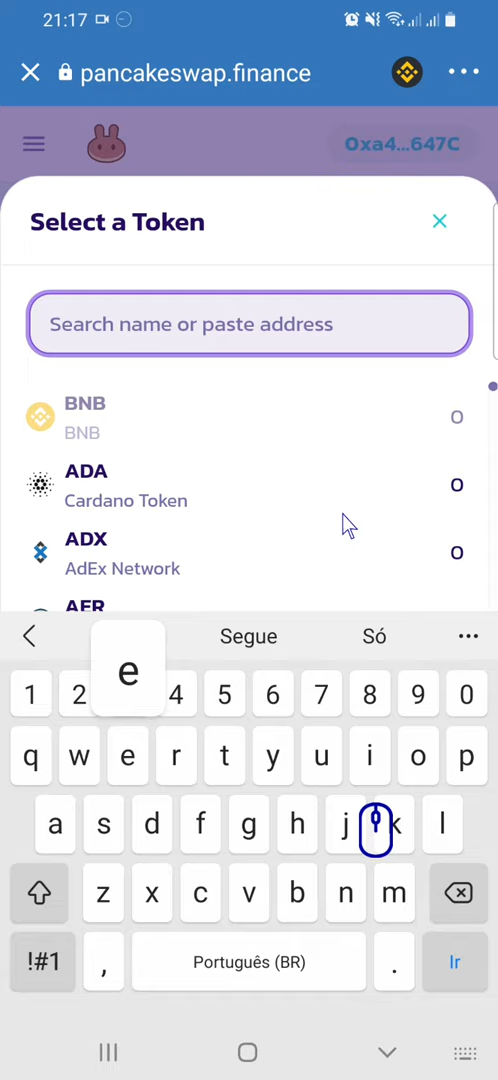 21:17
pancakeswap.finance
0xa4...647C
Select a Token
Search name or paste address
BNB
BNB
0
ADA
Cardano Token
0
ADX
AdEx Network
0
AER
e
Segue
Só
1 2 4 5 6 7 8 9 0
q w e r t y u i o p
a s d f g h j k l
z x c v b n m
!#1 , Português (BR) . Ir